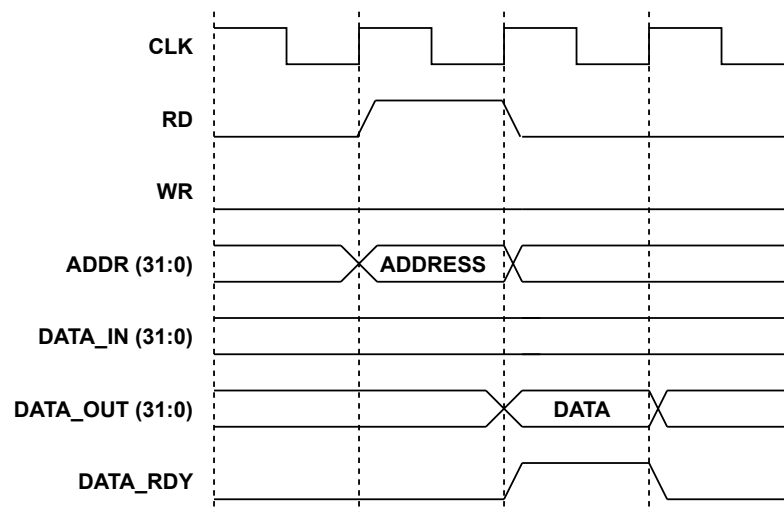 CLK
RD
WR
ADDR (31:0)
ADDRESS
DATA_IN (31:0)
DATA_OUT (31:0)
DATA
DATA_RDY